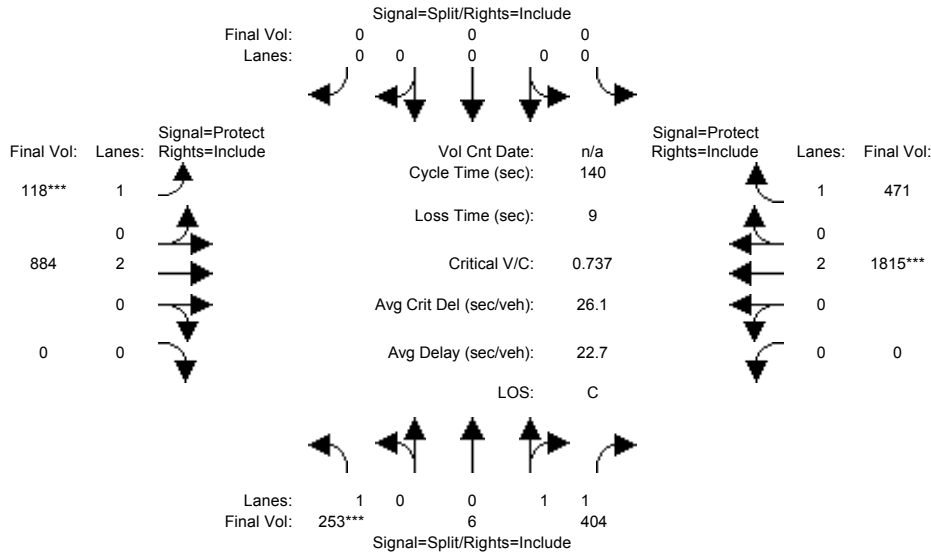 Signal=Split/Rights=Include
Final Vol: 0 0 0
Lanes: 0 0 0 0 0
Signal=Protect Signal=Protect
Final Vol: Lanes: Rights=Include Vol Cnt Date: n/a Rights=Include Lanes: Final Vol:
Cycle Time (sec): 140
118*** 1 1 471
Loss Time (sec): 9
0 0
884 2 Critical V/C: 0.737 2 1815***
0 Avg Crit Del (sec/veh): 26.1 0
0 0 Avg Delay (sec/veh): 22.7 0 0
LOS: C
Lanes: 1 0 0 1 1
Final Vol: 253*** 6 404
Signal=Split/Rights=Include